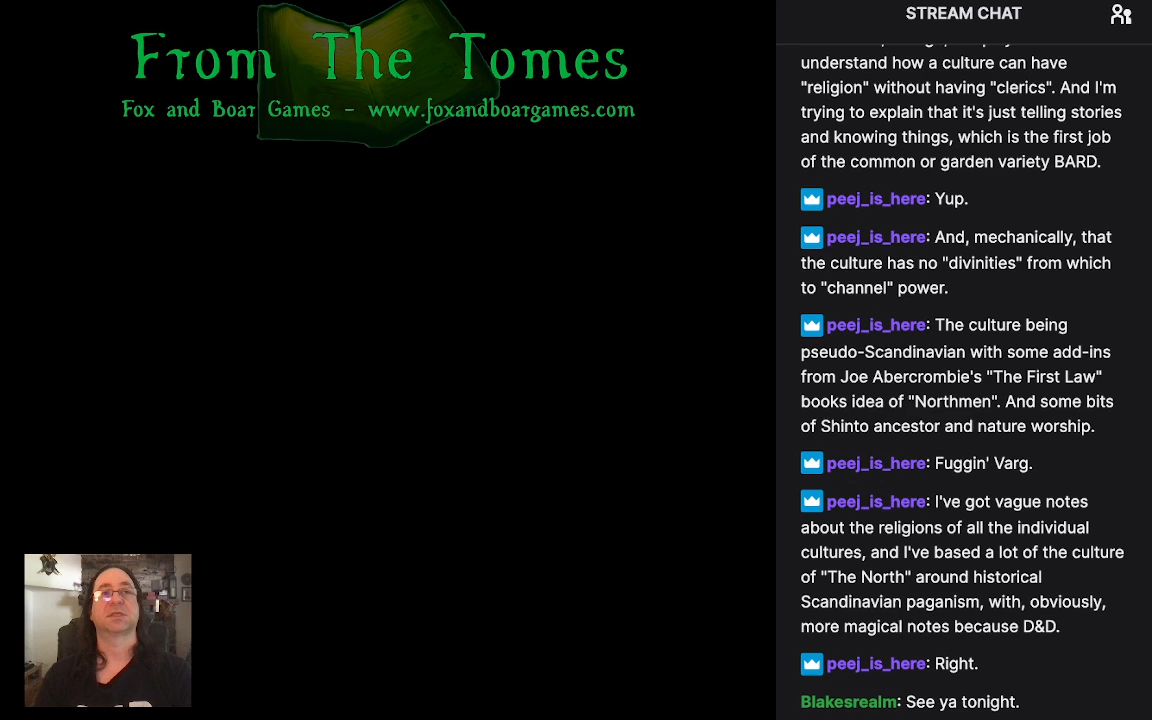 From The Tomes
Fox and Boat Games - www.foxandboatgames.com
STREAM CHAT
understand how a culture can have
"religion" without having "clerics". And I'm
trying to explain that it's just telling stories
and knowing things, which is the first job
of the common or garden variety BARD.
peej_is_here: Yup.
peej_is_here: And, mechanically, that
the culture has no "divinities" from which
to "channel" power.
peej_is_here: The culture being
pseudo-Scandinavian with some add-ins
from Joe Abercrombie's "The First Law"
books idea of "Northmen". And some bits
of Shinto ancestor and nature worship.
peej_is_here: Fuggin' Varg.
peej_is_here: I've got vague notes
about the religions of all the individual
cultures, and I've based a lot of the culture
of "The North" around historical
Scandinavian paganism, with, obviously,
more magical notes because D&D.
peej_is_here: Right.
Blakesrealm: See ya tonight.